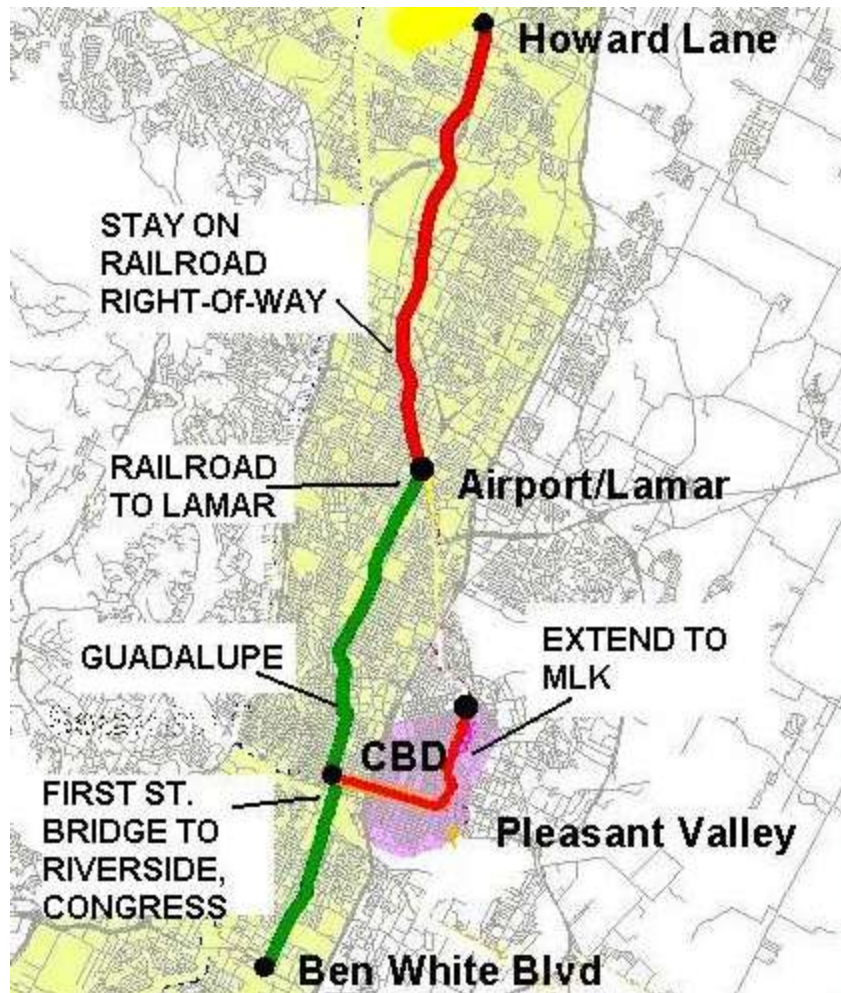 Howard Lane
STAY ON
RAILROAD
RIGHT-Of-WAY
RAILROAD
TO LAMAR
Airport/Lamar
GUADALUPE
EXTEND TO
MLK
CBD
FIRST ST.
BRIDGE TO
RIVERSIDE,
CONGRESS
Pleasant Valley
Ben White Blvd